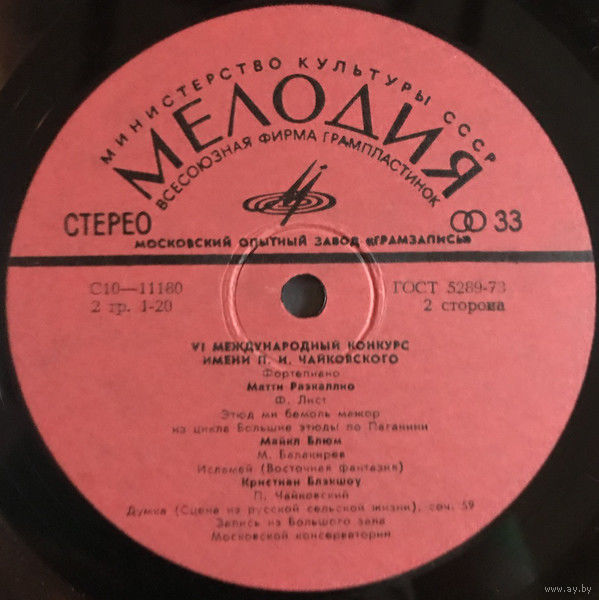 МИНИСТЕРСТВО КУЛЬТУРЫ СССР
МЕЛОДИЯ
ВСЕСОЮЗНАЯ ФИРМА ГРАМПЛАСТИНОК
СТЕРЕО 33
МОСКОВСКИЙ ОПЫТНЫЙ ЗАВОД «ГРАМЗАПИСЬ»
С10—11180 ГОСТ 5289-73
2 гр. 1-20 2 сторона
VI МЕЖДУНАРОДНЫЙ КОНКУРС
ИМЕНИ П. И. ЧАЙКОВСКОГО
Фортепиано
Матти Раэкаллио
Ф. Лист
Этюд ми бемоль мажор
из цикла Большие этюды по Паганини
Майкл Блюм
М. Балакирев
Исламей (Восточная фантазия)
Кристиан Блэкшоу
П. Чайковский
Думка (Сцена из русской сельской жизни), соч. 59
Запись из Большого зала
Московской консерватории
www.ay.by